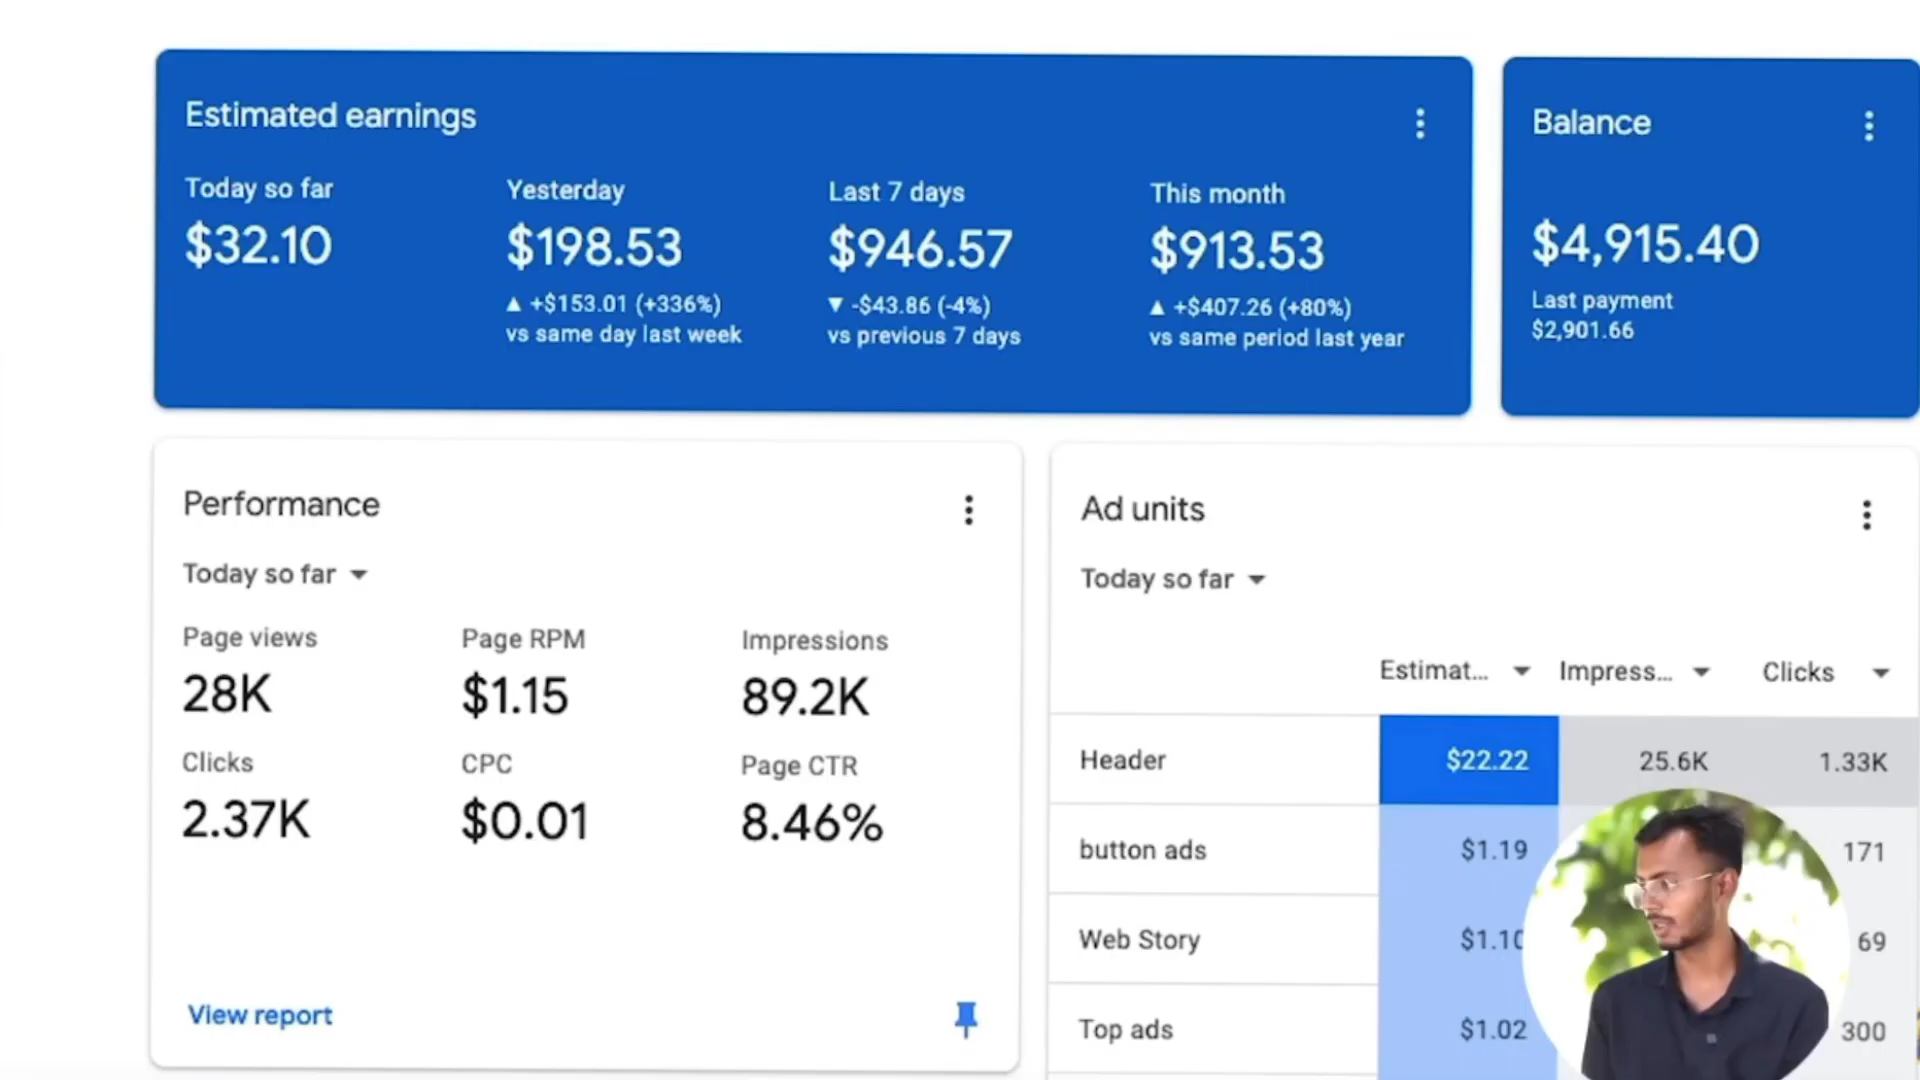 Estimated earnings
Today so far
$32.10
Yesterday
$198.53
▲ +$153.01 (+336%)
vs same day last week
Last 7 days
$946.57
▼ -$43.86 (-4%)
vs previous 7 days
This month
$913.53
▲ +$407.26 (+80%)
vs same period last year
Balance
$4,915.40
Last payment
$2,901.66
Performance
Today so far
Page views
28K
Page RPM
$1.15
Impressions
89.2K
Clicks
2.37K
CPC
$0.01
Page CTR
8.46%
View report
Ad units
Today so far
Estimat... Impress... Clicks
Header $22.22 25.6K 1.33K
button ads $1.19 171
Web Story $1.10 69
Top ads $1.02 300